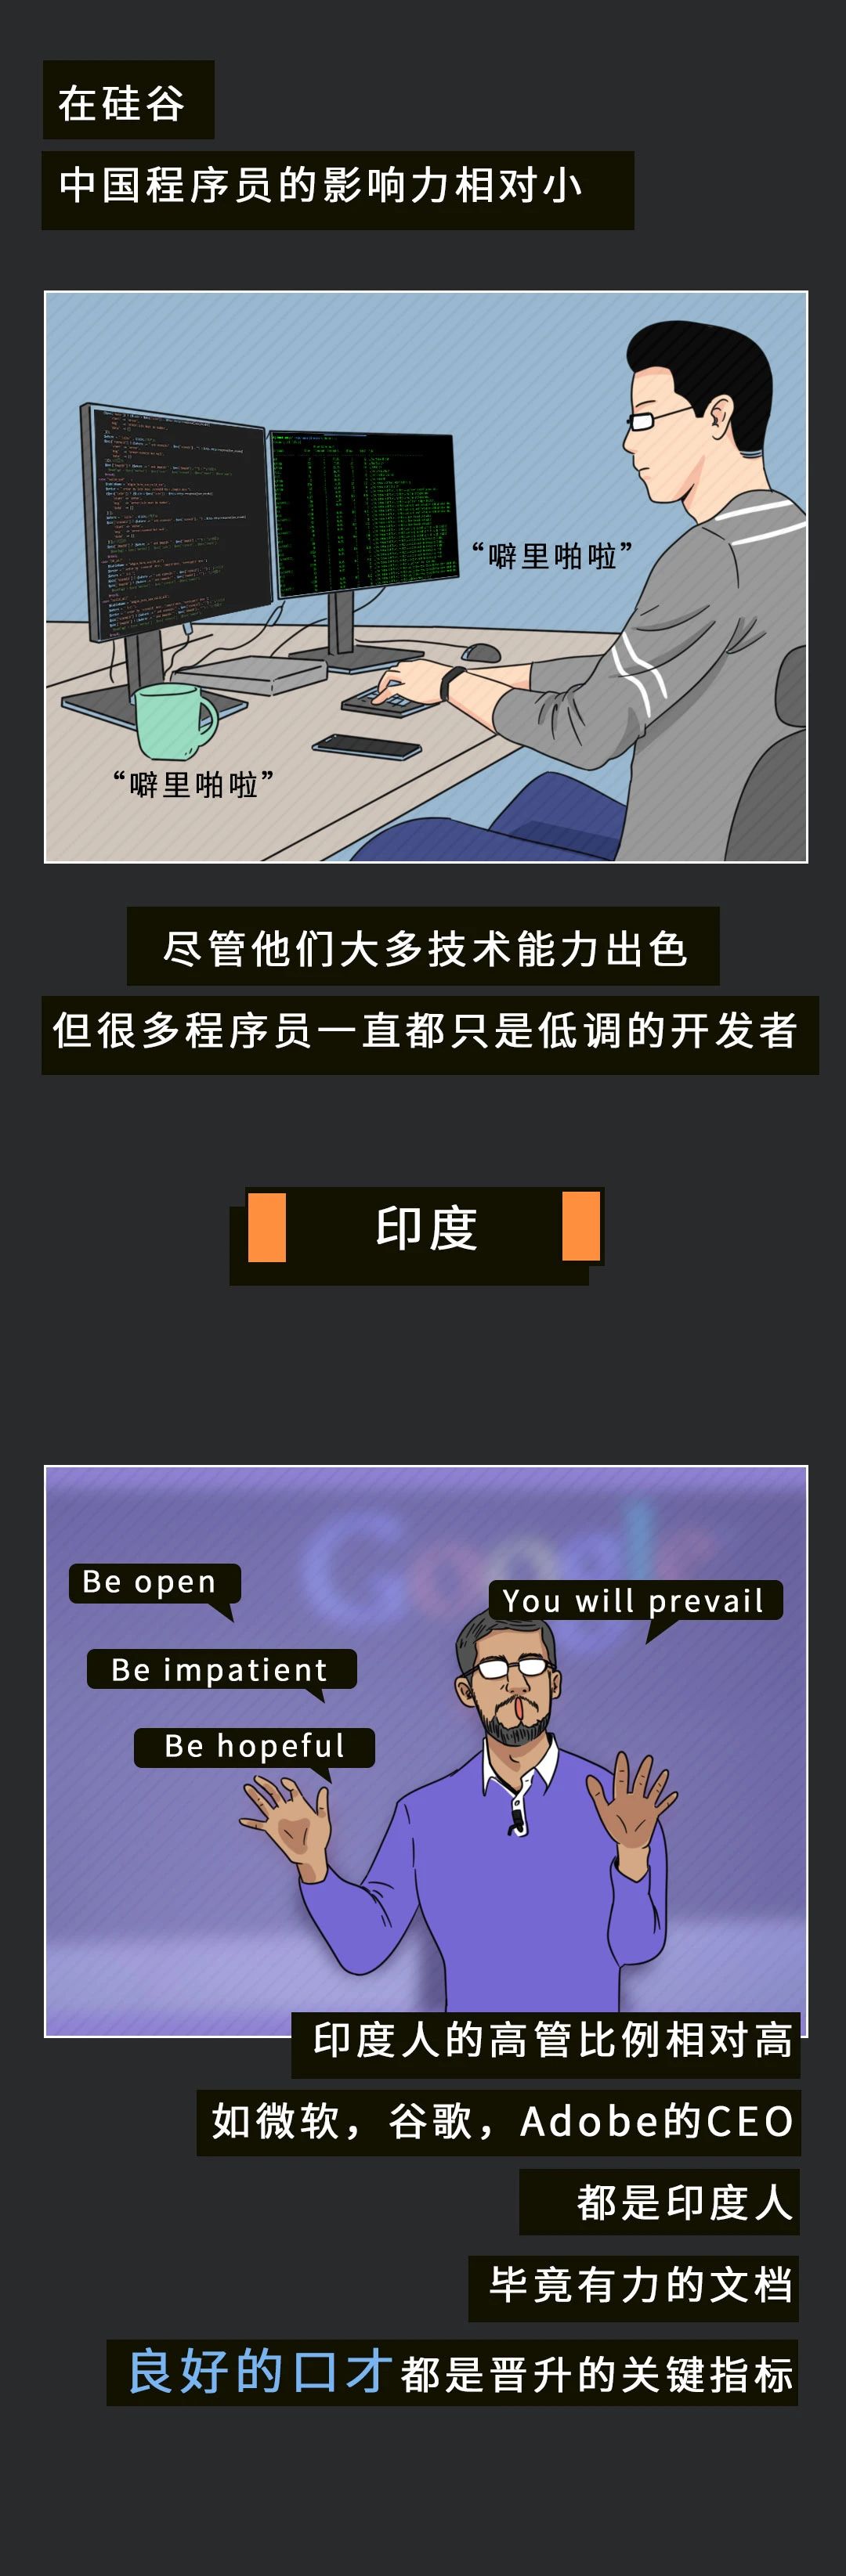 在硅谷
中国程序员的影响力相对小
“噼里啪啦”
“噼里啪啦”
尽管他们大多技术能力出色
但很多程序员一直都只是低调的开发者
印度
Google
Be open
You will prevail
Be impatient
Be hopeful
印度人的高管比例相对高
如微软，谷歌，Adobe的CEO
都是印度人
毕竟有力的文档
良好的口才都是晋升的关键指标